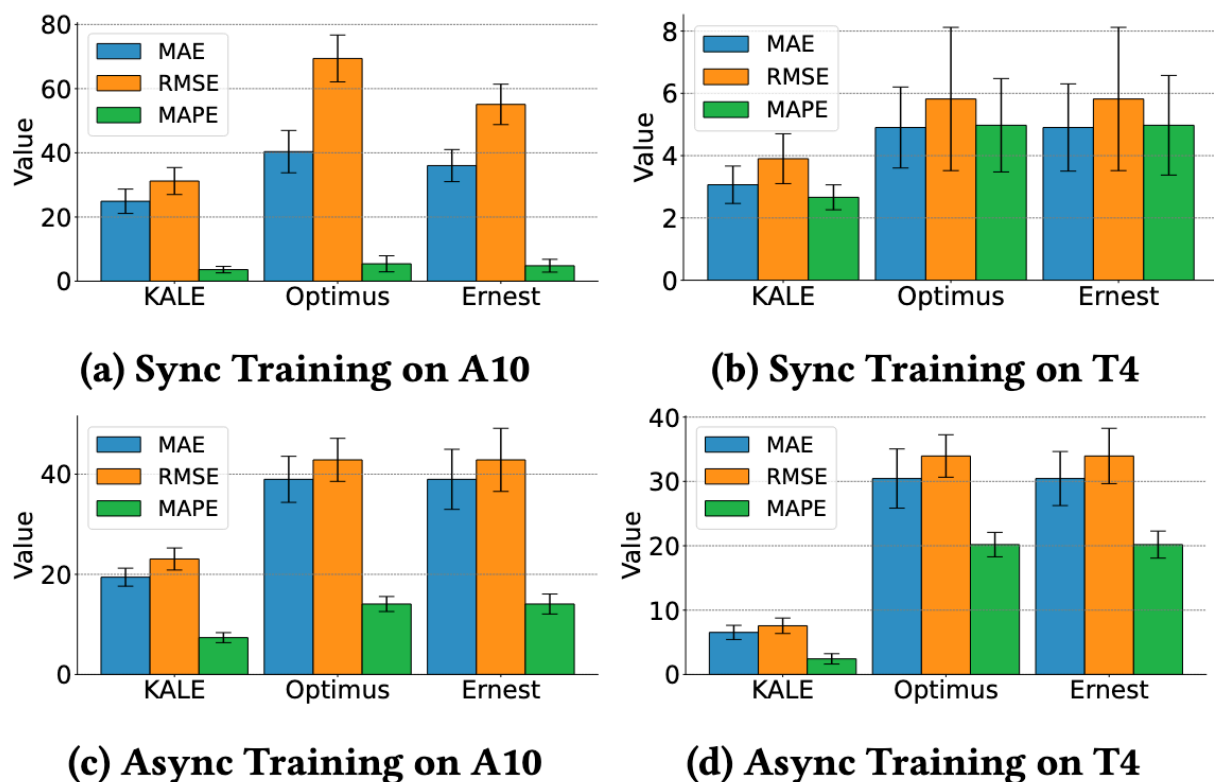 80
60
40
20
0
Value
MAE
RMSE
MAPE
KALE Optimus Ernest
(a) Sync Training on A10
8
6
4
2
0
Value
MAE
RMSE
MAPE
KALE Optimus Ernest
(b) Sync Training on T4
40
20
0
Value
MAE
RMSE
MAPE
KALE Optimus Ernest
(c) Async Training on A10
40
30
20
10
0
Value
MAE
RMSE
MAPE
KALE Optimus Ernest
(d) Async Training on T4